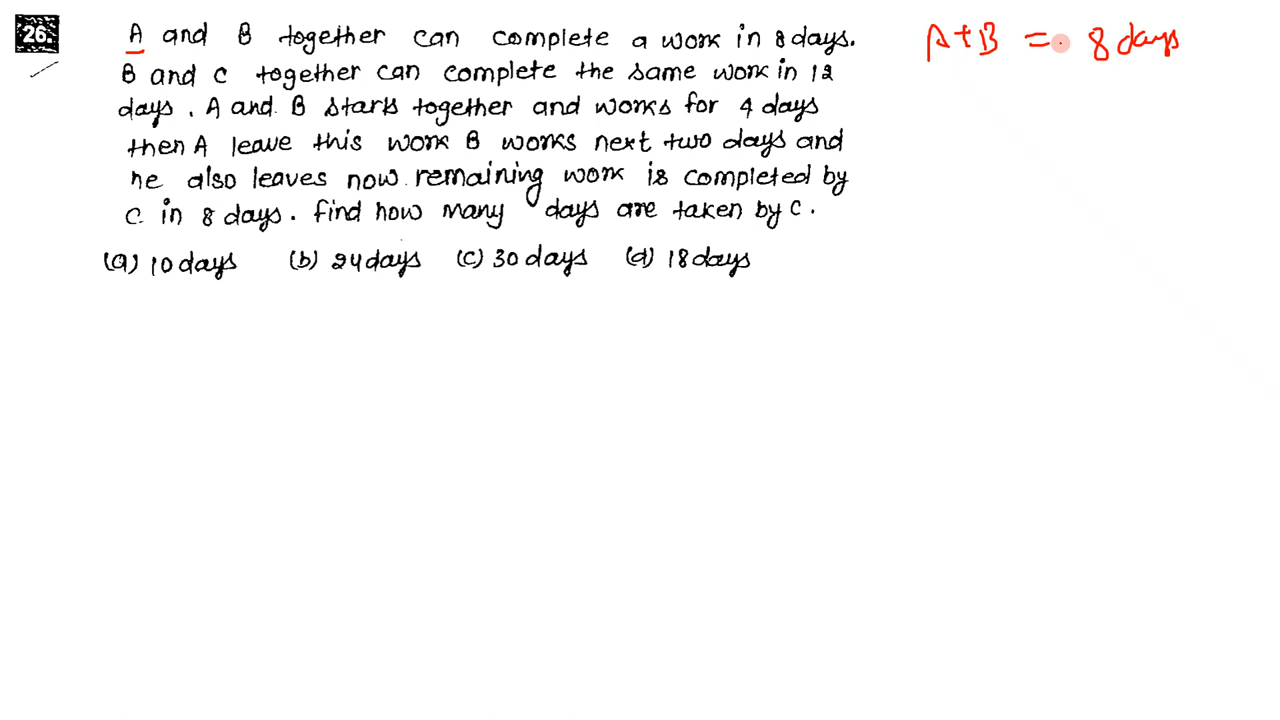 26. A and B together can complete a work in 8 days. A+B = 8 days
B and C together can complete the same work in 12
days. A and B starts together and works for 4 days
then A leave this work B works next two days and
he also leaves now remaining work is completed by
C in 8 days. Find how many days are taken by C.
(a) 10 days (b) 24 days (c) 30 days (d) 18 days